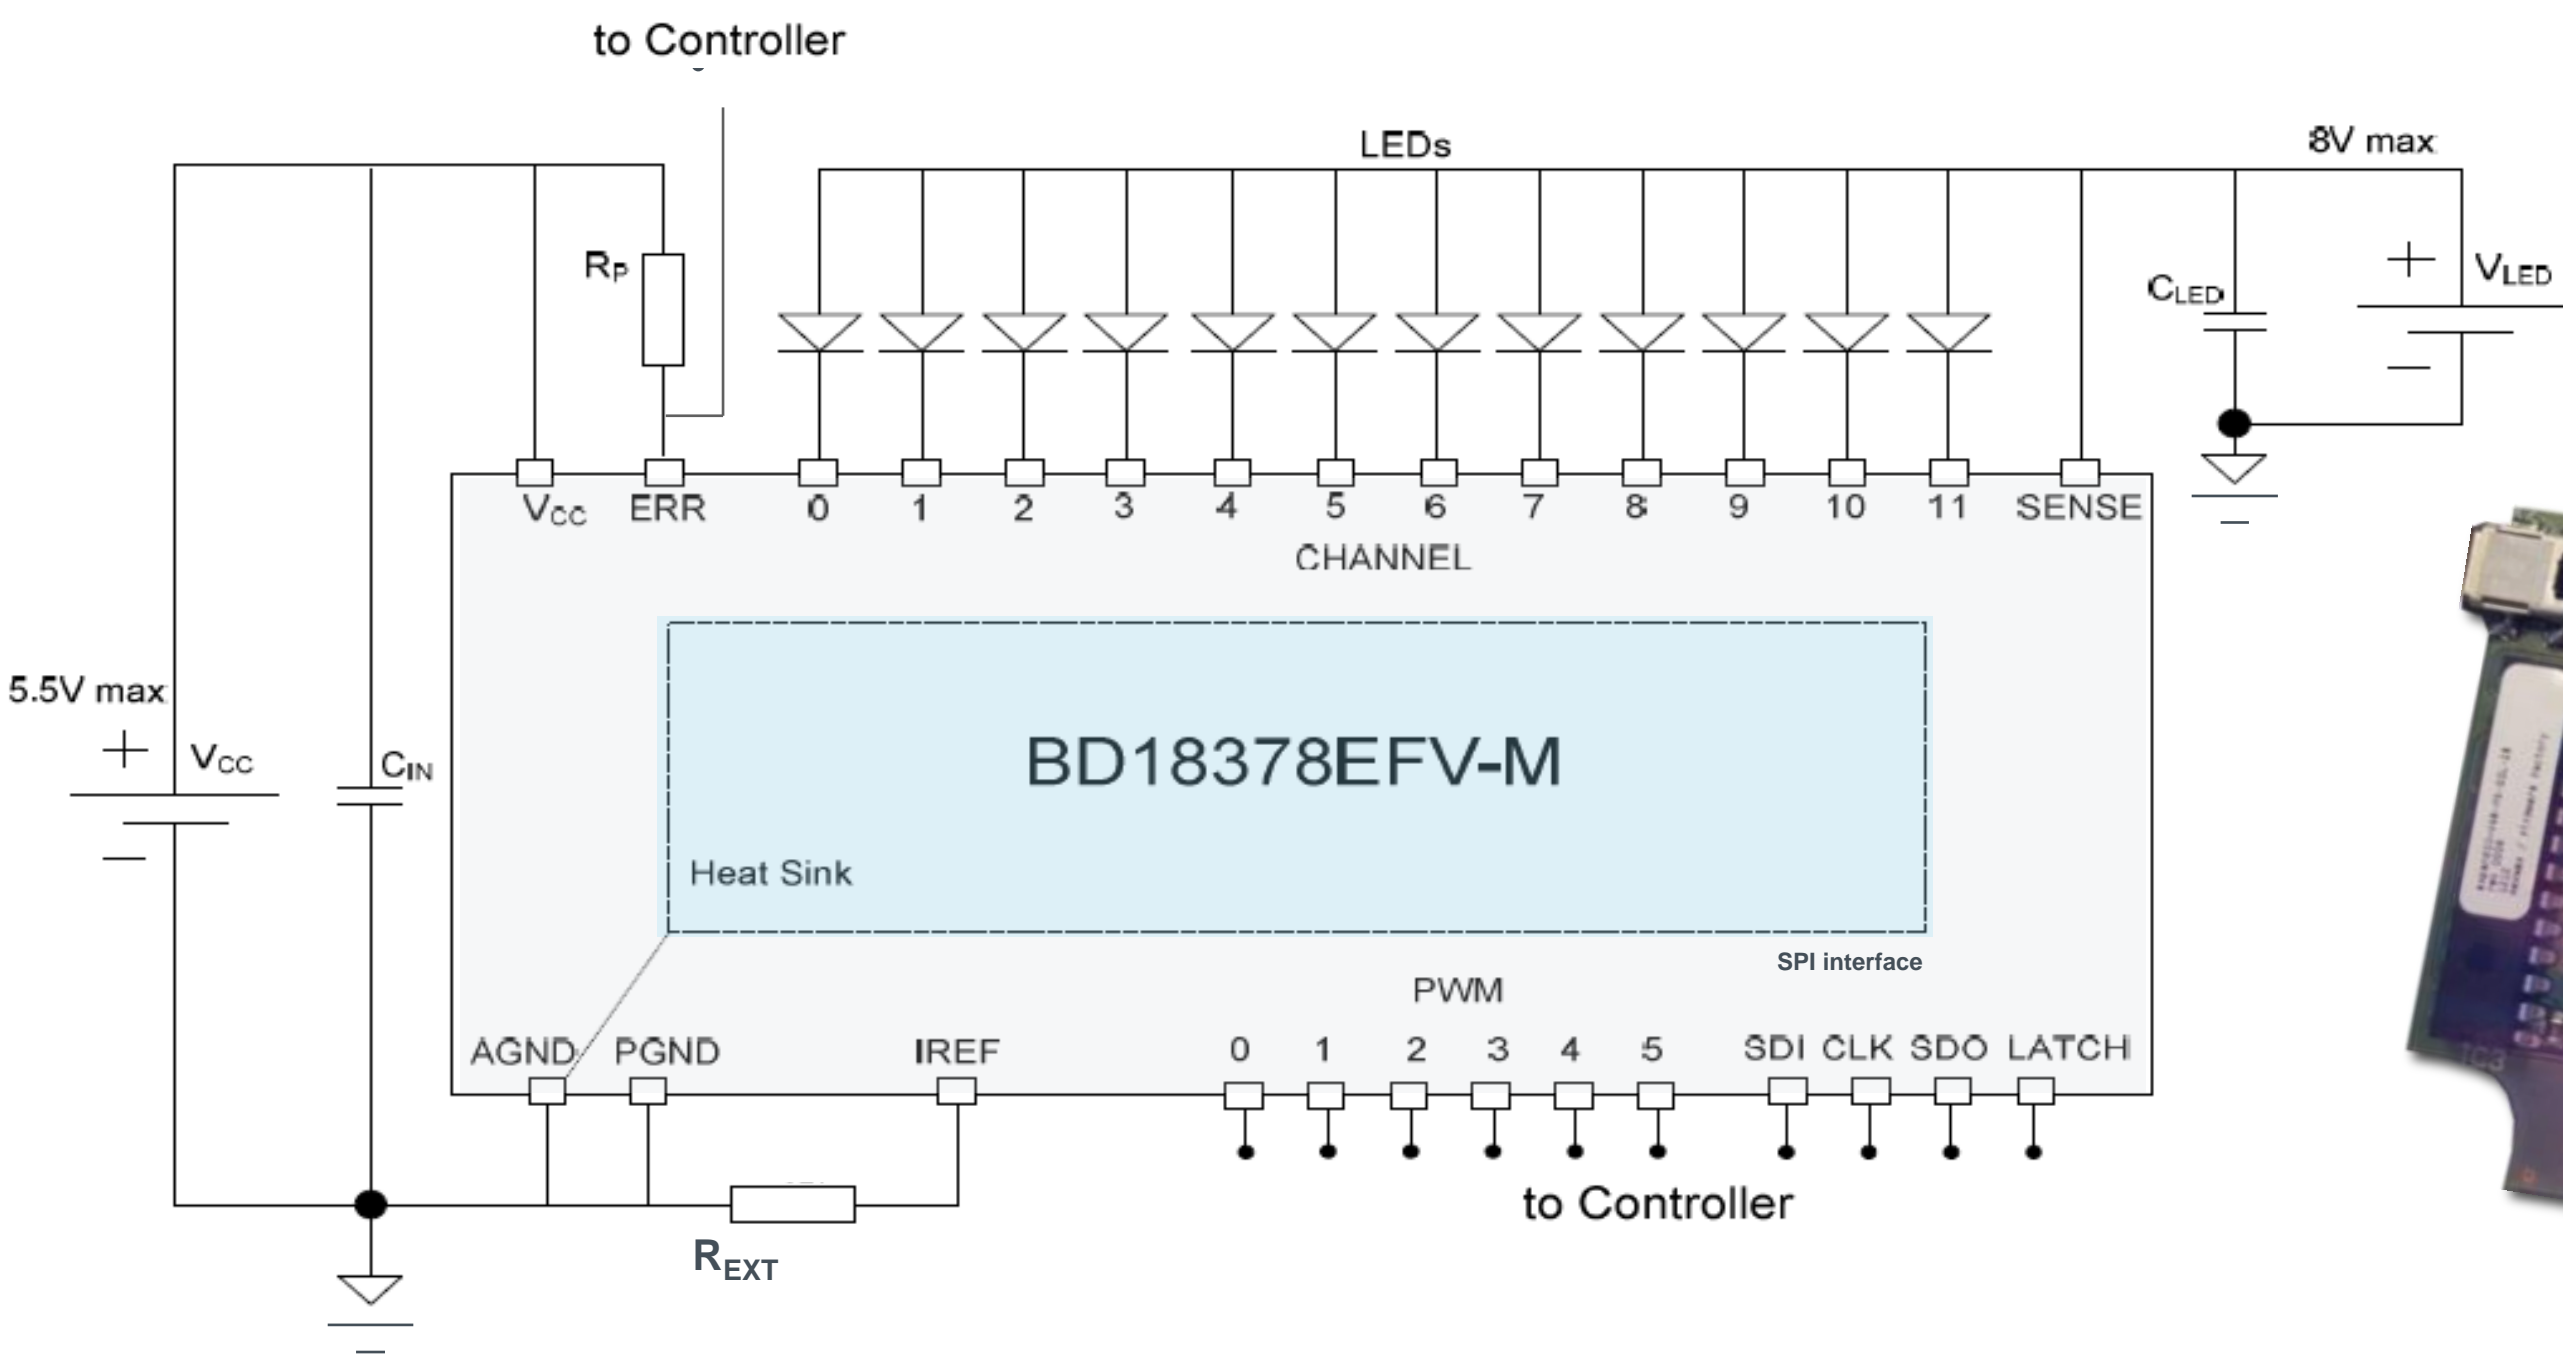 to Controller
LEDs
8V max
RP
CLED
VLED
VCC ERR 0 1 2 3 4 5 6 7 8 9 10 11 SENSE
CHANNEL
5.5V max
VCC
CIN
BD18378EFV-M
Heat Sink
SPI interface
PWM
AGND PGND IREF 0 1 2 3 4 5 SDI CLK SDO LATCH
to Controller
REXT
IC3